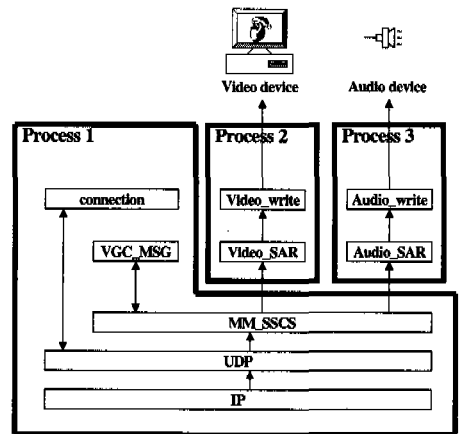 Video device
Audio device
Process 1
Process 2
Process 3
connection
Video_write
Audio_write
VGC_MSG
Video_SAR
Audio_SAR
MM_SSCS
UDP
IP